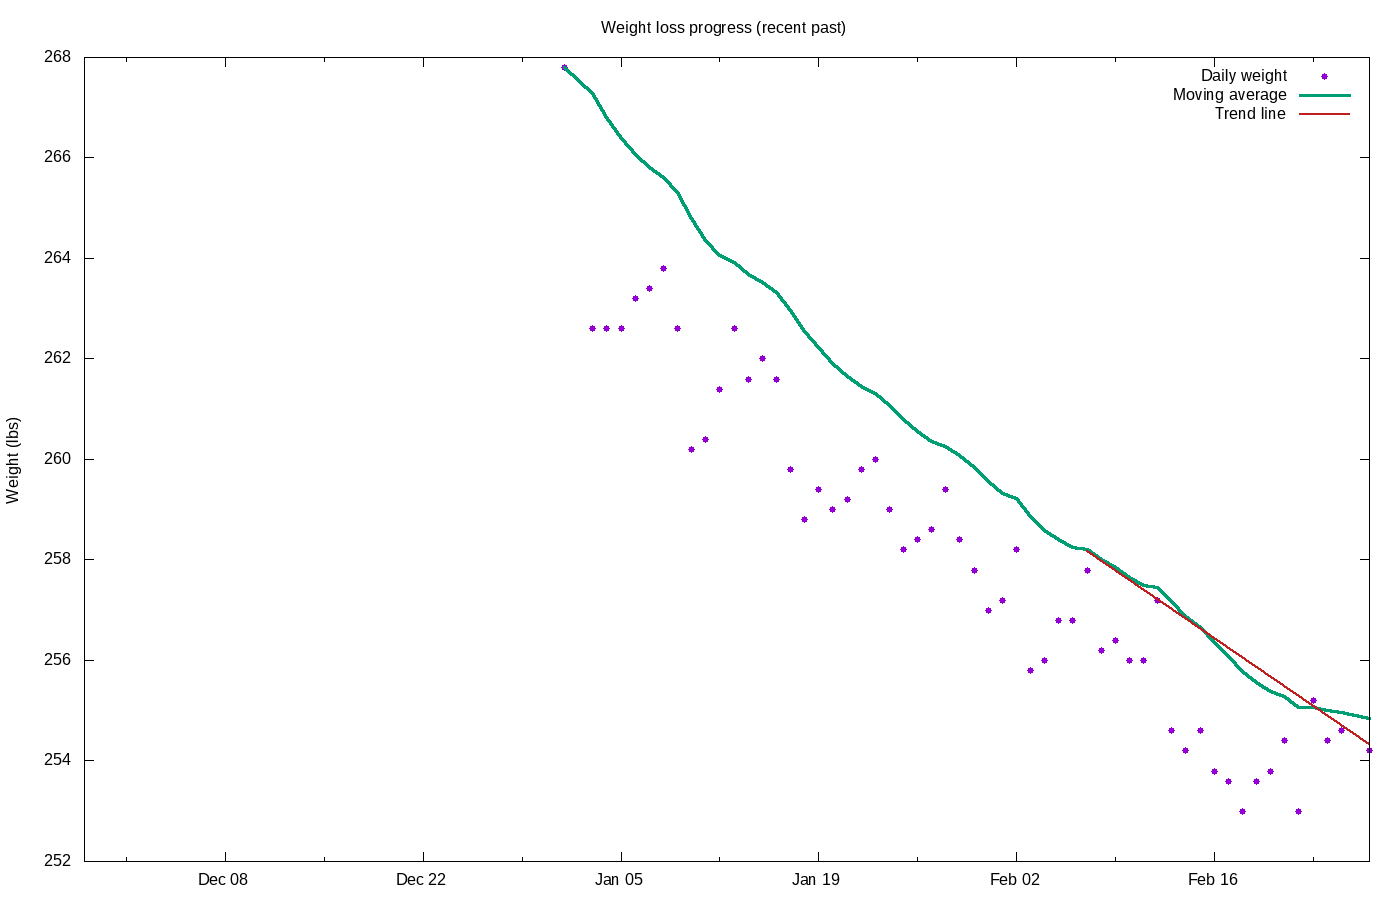 Weight loss progress (recent past)
Daily weight
Moving average
Trend line
Weight (lbs)
268
266
264
262
260
258
256
254
252
Dec 08 Dec 22 Jan 05 Jan 19 Feb 02 Feb 16